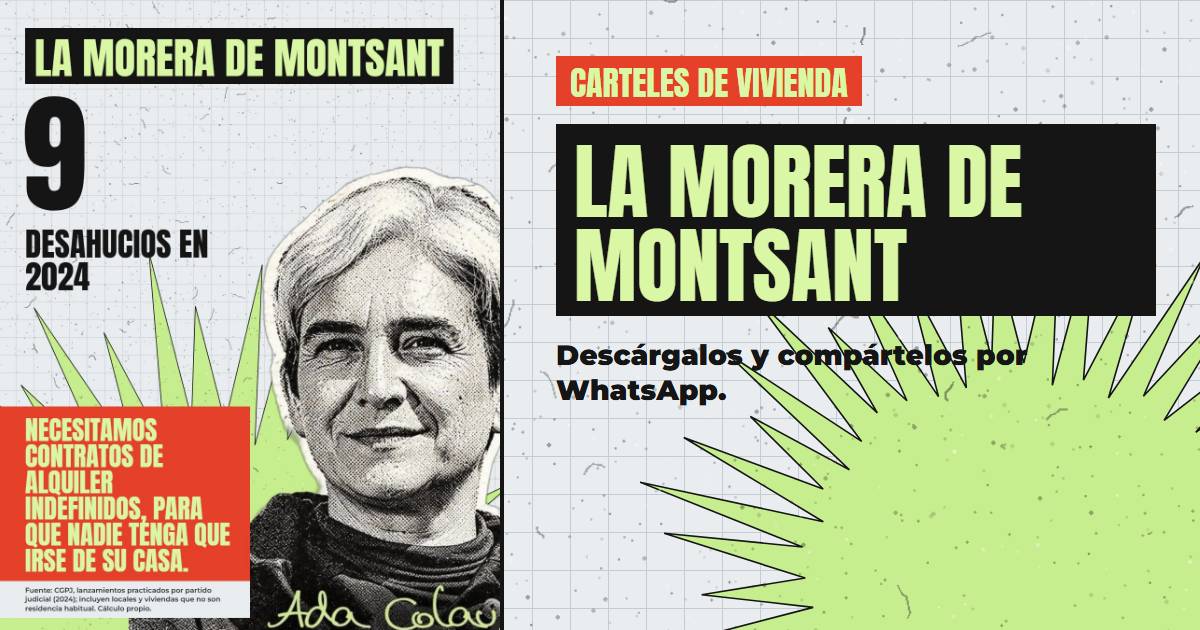 LA MORERA DE MONTSANT
9
DESAHUCIOS EN
2024
NECESITAMOS
CONTRATOS DE
ALQUILER
INDEFINIDOS, PARA
QUE NADIE TENGA QUE
IRSE DE SU CASA.
Fuente: CGPJ, lanzamientos practicados por partido
judicial (2024); incluyen locales y viviendas que no son
residencia habitual. Cálculo propio.
Ada Colau
CARTELES DE VIVIENDA
LA MORERA DE
MONTSANT
Descárgalos y compártelos por
WhatsApp.